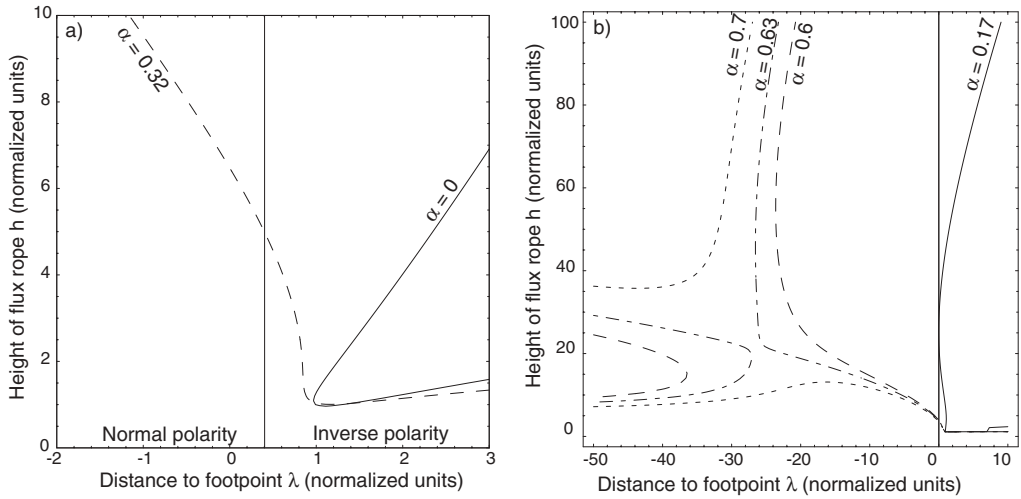 a)
10
8
6
4
2
0
Height of flux rope h (normalized units)
α = 0.32
α = 0
Normal polarity
Inverse polarity
-2
-1
0
1
2
3
Distance to footpoint λ (normalized units)
b)
100
80
60
40
20
0
Height of flux rope h (normalized units)
α = 0.7
α = 0.63
α = 0.6
α = 0.17
-50
-40
-30
-20
-10
0
10
Distance to footpoint λ (normalized units)